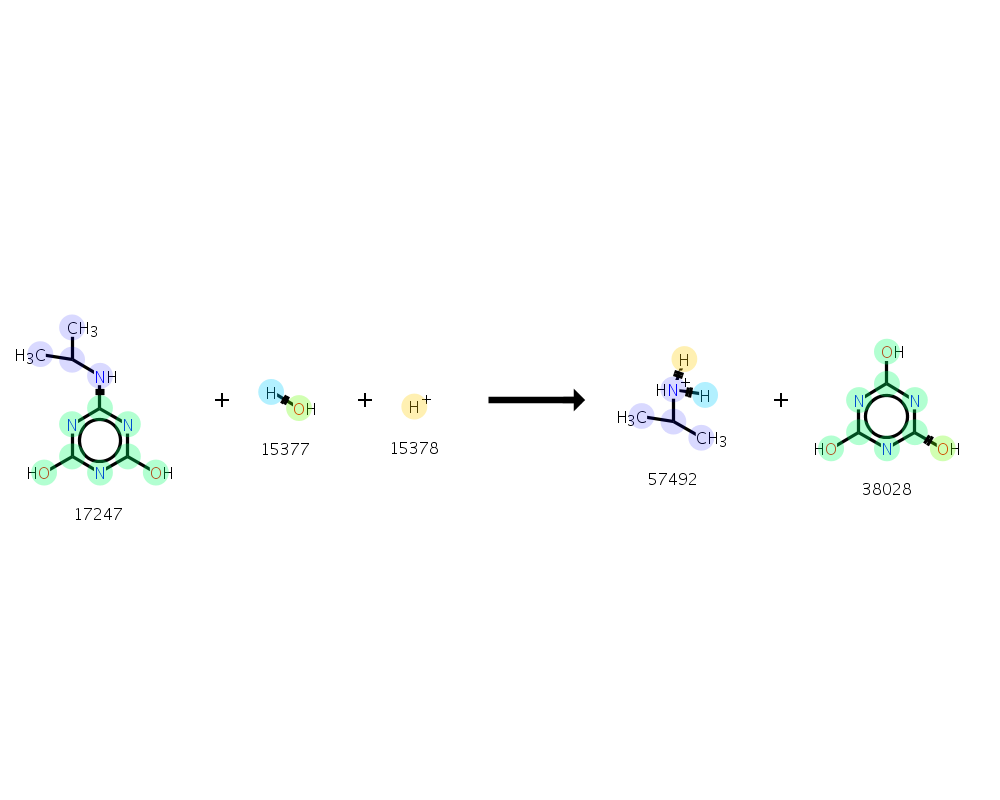 CH3
H3C
NH
N N
HO N OH
17247
+
H OH
15377
+
H+
15378
H
HN+ H
H3C
CH3
57492
+
OH
N N
HO N OH
38028